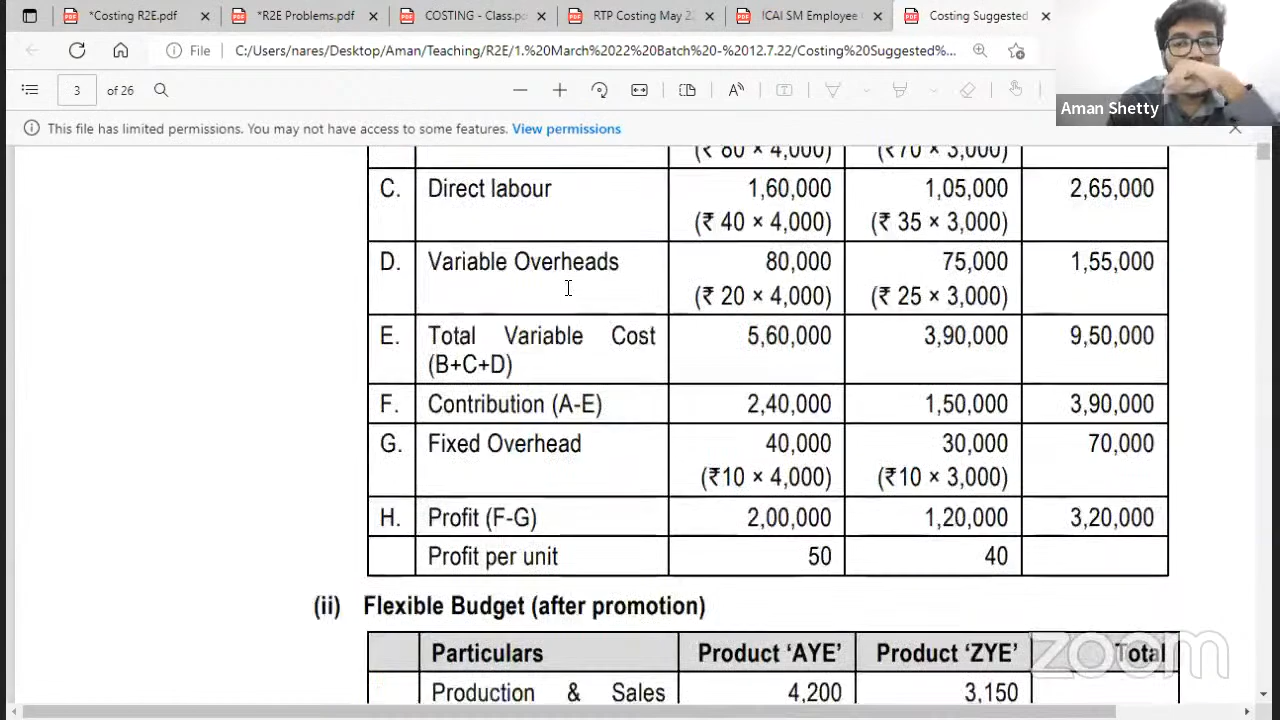 *Costing R2E.pdf
*R2E Problems.pdf
COSTING - Class.p
RTP Costing May 2
ICAI SM Employee
Costing Suggested
File C:/Users/nares/Desktop/Aman/Teaching/R2E/1.%20March%2022%20Batch%20-%2012.7.22/Costing%20Suggested%...
3 of 26
Aman Shetty
This file has limited permissions. You may not have access to some features. View permissions
(₹ 80 × 4,000) (₹ 70 × 3,000)
C. Direct labour 1,60,000 1,05,000 2,65,000
(₹ 40 × 4,000) (₹ 35 × 3,000)
D. Variable Overheads 80,000 75,000 1,55,000
(₹ 20 × 4,000) (₹ 25 × 3,000)
E. Total Variable Cost 5,60,000 3,90,000 9,50,000
(B+C+D)
F. Contribution (A-E) 2,40,000 1,50,000 3,90,000
G. Fixed Overhead 40,000 30,000 70,000
(₹10 × 4,000) (₹10 × 3,000)
H. Profit (F-G) 2,00,000 1,20,000 3,20,000
Profit per unit 50 40
(ii) Flexible Budget (after promotion)
Particulars Product ‘AYE’ Product ‘ZYE’ Total
zoom
Production & Sales 4,200 3,150